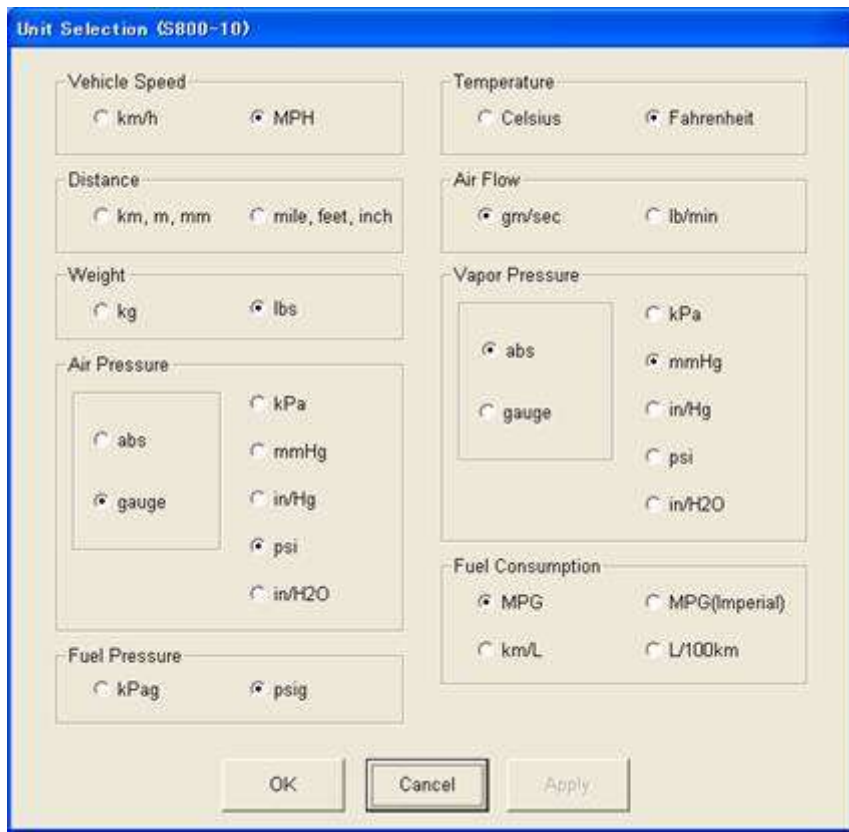 Unit Selection (S800-10)
Vehicle Speed
km/h MPH
Distance
km, m, mm mile, feet, inch
Weight
kg lbs
Air Pressure
abs
gauge
kPa
mmHg
in/Hg
psi
in/H2O
Fuel Pressure
kPag psig
Temperature
Celsius Fahrenheit
Air Flow
gm/sec lb/min
Vapor Pressure
abs
gauge
kPa
mmHg
in/Hg
psi
in/H2O
Fuel Consumption
MPG MPG(Imperial)
km/L L/100km
OK Cancel Apply